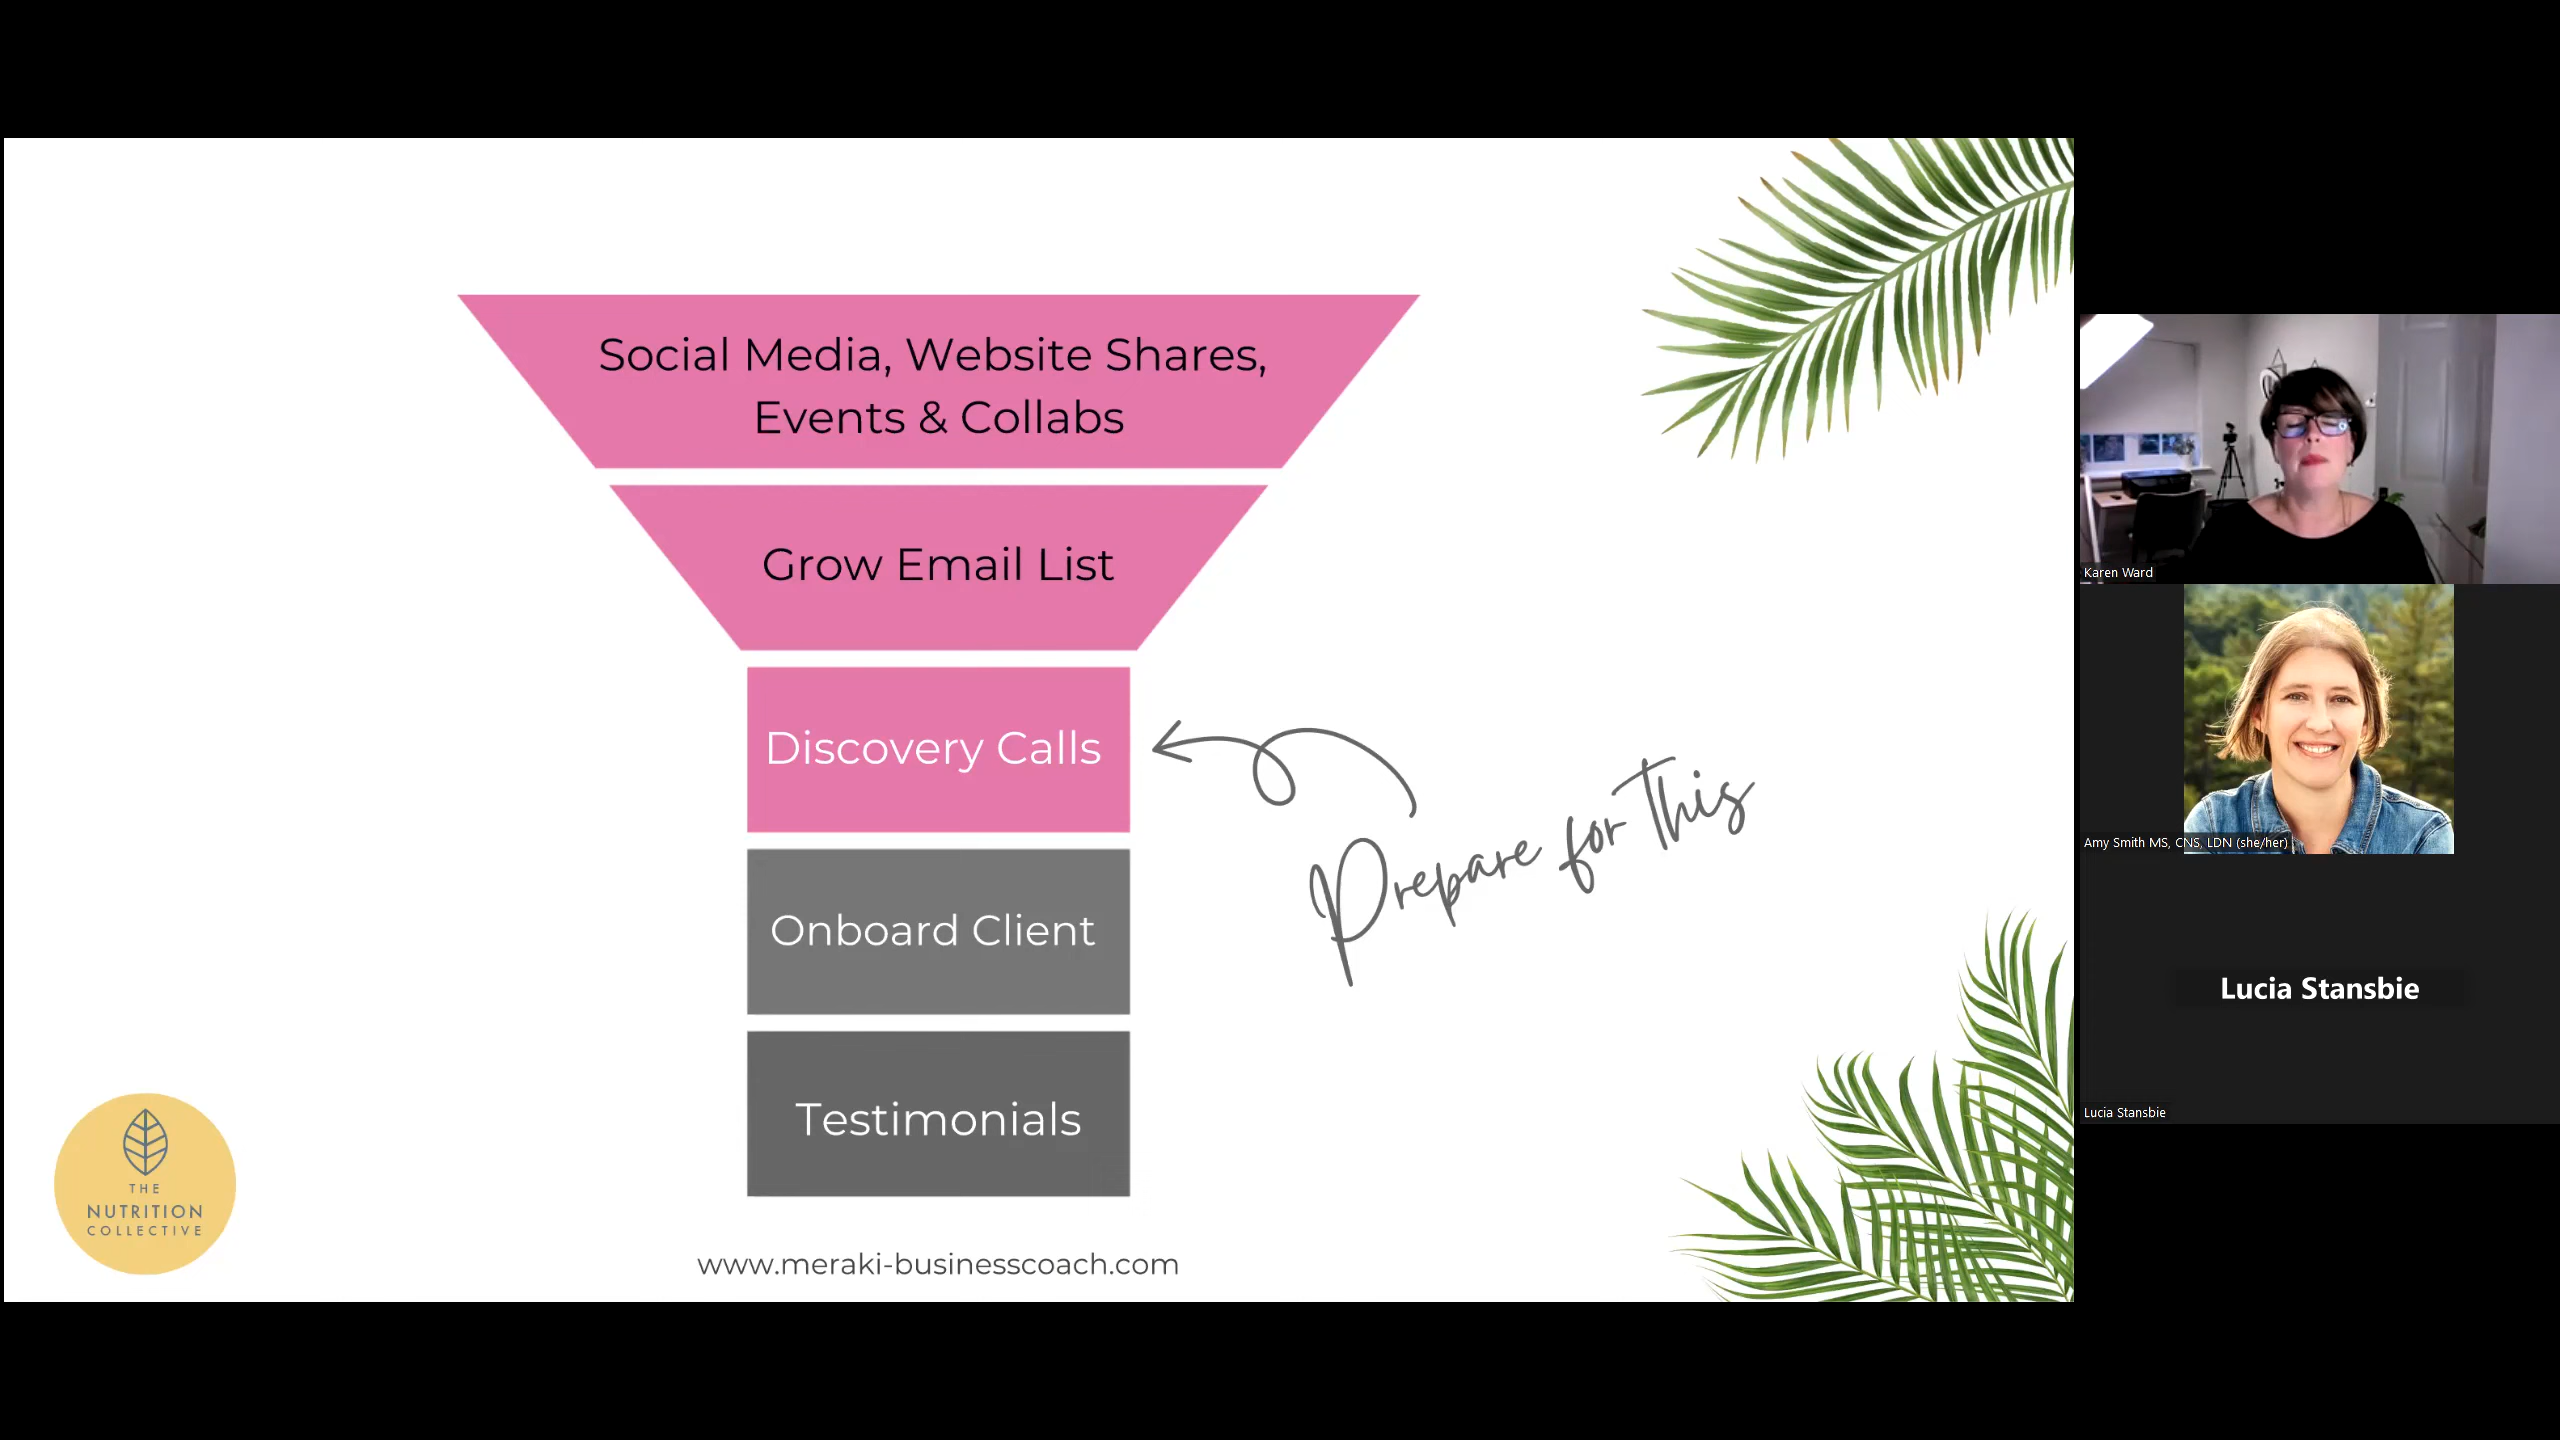 Social Media, Website Shares,
Events & Collabs
Grow Email List
Discovery Calls
Prepare for this
Onboard Client
Testimonials
THE
NUTRITION
COLLECTIVE
www.meraki-businesscoach.com
Karen Ward
Amy Smith MS, CNS, LDN (she/her)
Lucia Stansbie
Lucia Stansbie